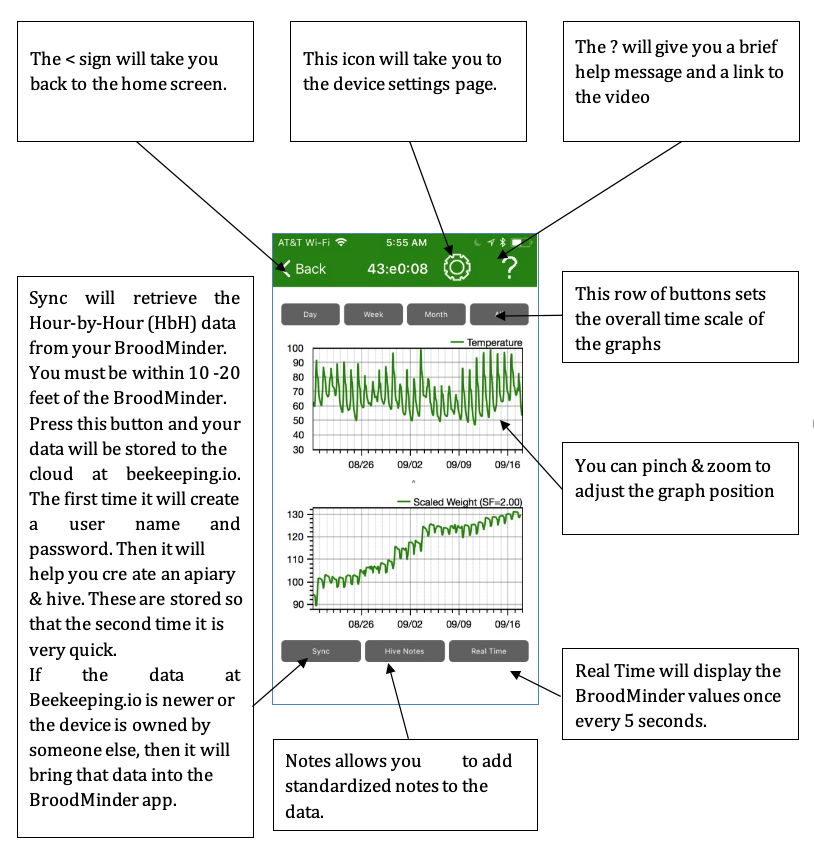 The < sign will take you
back to the home screen.
This icon will take you to
the device settings page.
The ? will give you a brief
help message and a link to
the video
AT&T Wi-Fi 5:55 AM
Back 43:e0:08 ?
Day Week Month
Temperature
100
90
80
70
60
50
40
30
08/26 09/02 09/09 09/16
Scaled Weight (SF=2.00)
130
120
110
100
90
08/26 09/02 09/09 09/16
Sync Hive Notes Real Time
Sync will retrieve the
Hour-by-Hour (HbH) data
from your BroodMinder.
You must be within 10 -20
feet of the BroodMinder.
Press this button and your
data will be stored to the
cloud at beekeeping.io.
The first time it will create
a user name and
password. Then it will
help you cre ate an apiary
& hive. These are stored so
that the second time it is
very quick.
If the data at
Beekeeping.io is newer or
the device is owned by
someone else, then it will
bring that data into the
BroodMinder app.
This row of buttons sets
the overall time scale of
the graphs
You can pinch & zoom to
adjust the graph position
Real Time will display the
BroodMinder values once
every 5 seconds.
Notes allows you to add
standardized notes to the
data.